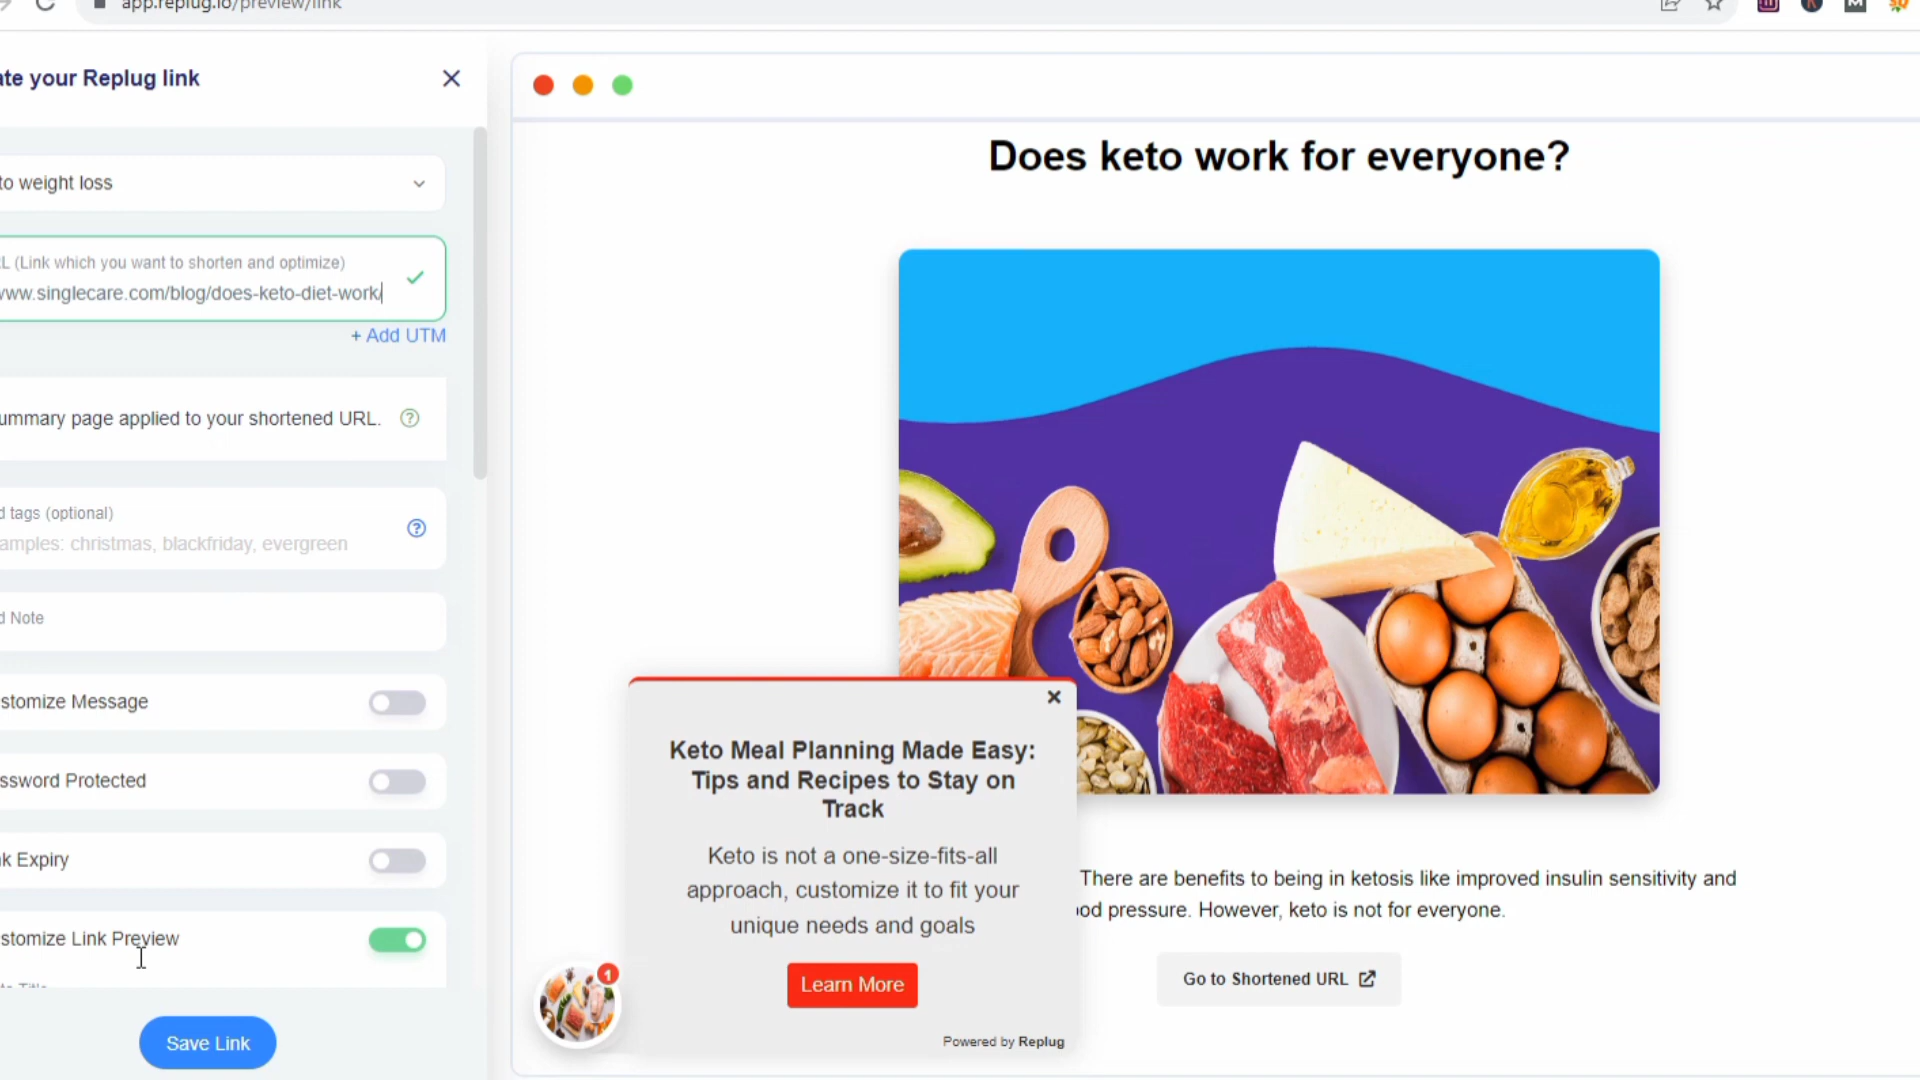 app.replug.io/preview/link
ate your Replug link
to weight loss
L (Link which you want to shorten and optimize)
www.singlecare.com/blog/does-keto-diet-work/
+ Add UTM
ummary page applied to your shortened URL.
d tags (optional)
amples: christmas, blackfriday, evergreen
d Note
stomize Message
ssword Protected
k Expiry
stomize Link Preview
Save Link
Does keto work for everyone?
Keto Meal Planning Made Easy:
Tips and Recipes to Stay on
Track
Keto is not a one-size-fits-all
approach, customize it to fit your
unique needs and goals
Learn More
Powered by Replug
1
There are benefits to being in ketosis like improved insulin sensitivity and
od pressure. However, keto is not for everyone.
Go to Shortened URL